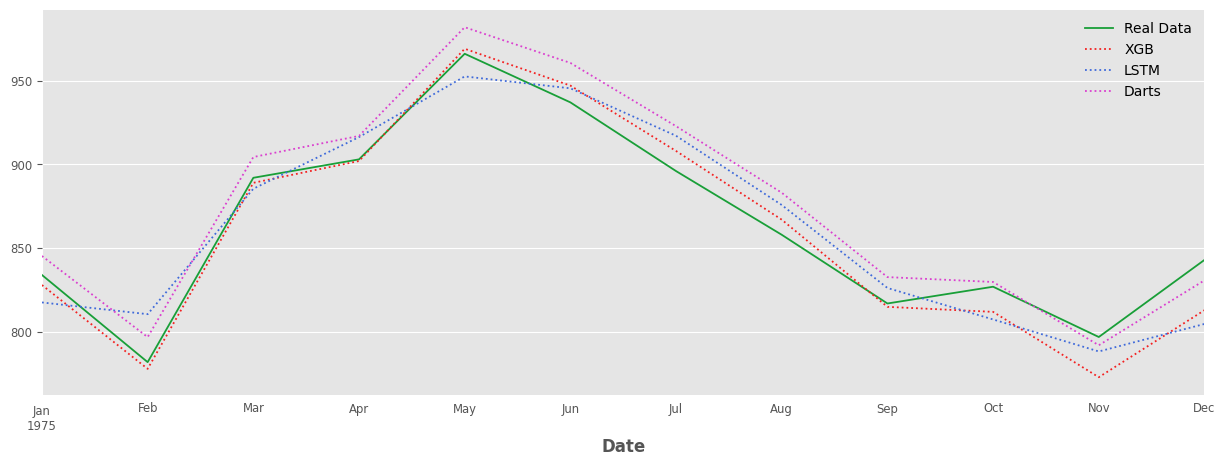 Real Data
XGB
LSTM
Darts
950
900
850
800
Jan Feb Mar Apr May Jun Jul Aug Sep Oct Nov Dec
1975
Date